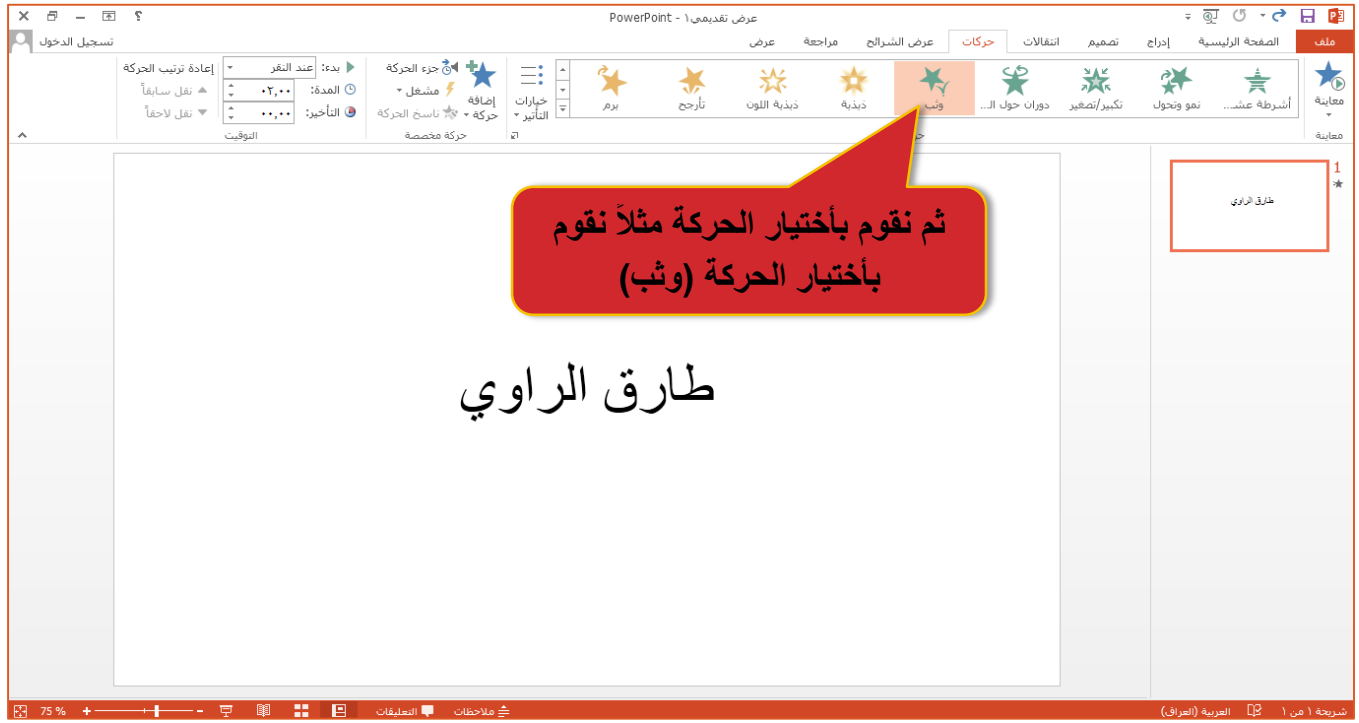 عرض تقديمي١ - PowerPoint
ملف
الصفحة الرئيسية
إدراج
تصميم
انتقالات
حركات
عرض الشرائح
مراجعة
عرض
تسجيل الدخول
معاينة
أشرطة عشـ...
نمو وتحول
تكبير/تصغير
دوران حول الـ...
وثب
ذبذبة
ذبذبة اللون
تأرجح
برم
خيارات التأثير
إضافة حركة
جزء الحركة
مشغل
ناسخ الحركة
بدء: عند النقر
المدة: ٠٢,٠٠
التأخير: ٠٠,٠٠
إعادة ترتيب الحركة
نقل سابقاً
نقل لاحقاً
معاينة
حركة مخصصة
التوقيت
ثم نقوم بأختيار الحركة مثلاً نقوم
بأختيار الحركة (وثب)
1
طارق الراوي
طارق الراوي
شريحة ١ من ١
العربية (العراق)
ملاحظات
التعليقات
75 %